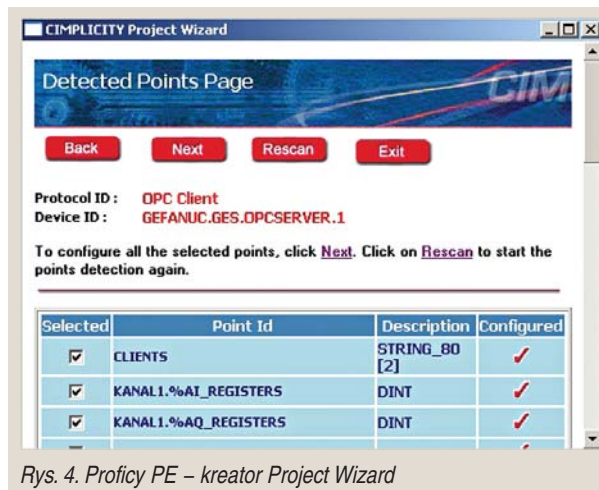 CIMPLICITY Project Wizard
Detected Points Page
CIM
Back Next Rescan Exit
Protocol ID : OPC Client
Device ID : GEFANUC.GES.OPCSERVER.1
To configure all the selected points, click Next. Click on Rescan to start the
points detection again.
Selected Point Id Description Configured
CLIENTS STRING_80
[2]
KANAL1.%AI_REGISTERS DINT
KANAL1.%AQ_REGISTERS DINT
Rys. 4. Proficy PE – kreator Project Wizard